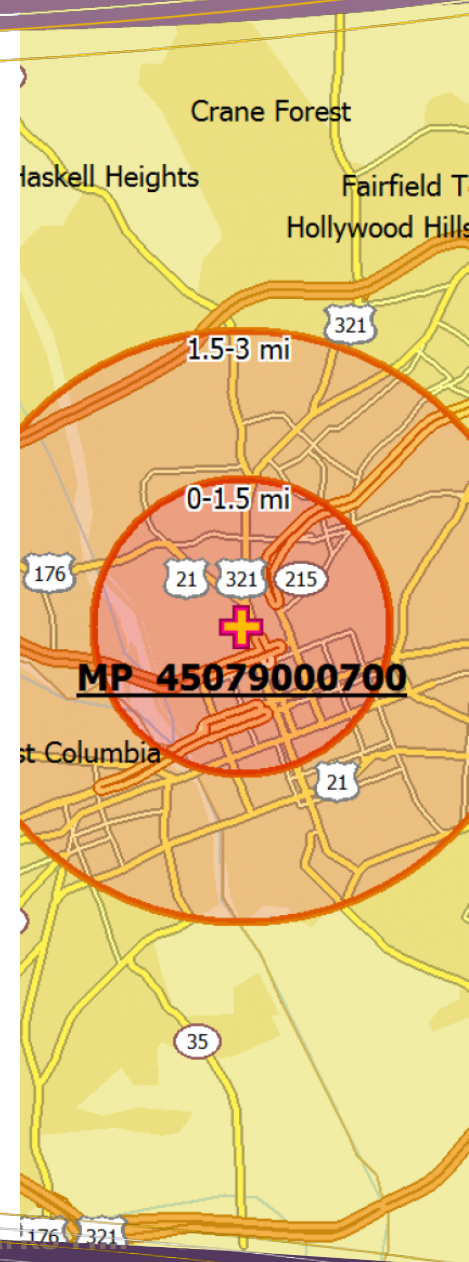 Crane Forest
Haskell Heights
Fairfield T
Hollywood Hills
321
1.5-3 mi
0-1.5 mi
176
21
321
215
MP 45079000700
st Columbia
21
35
176
321